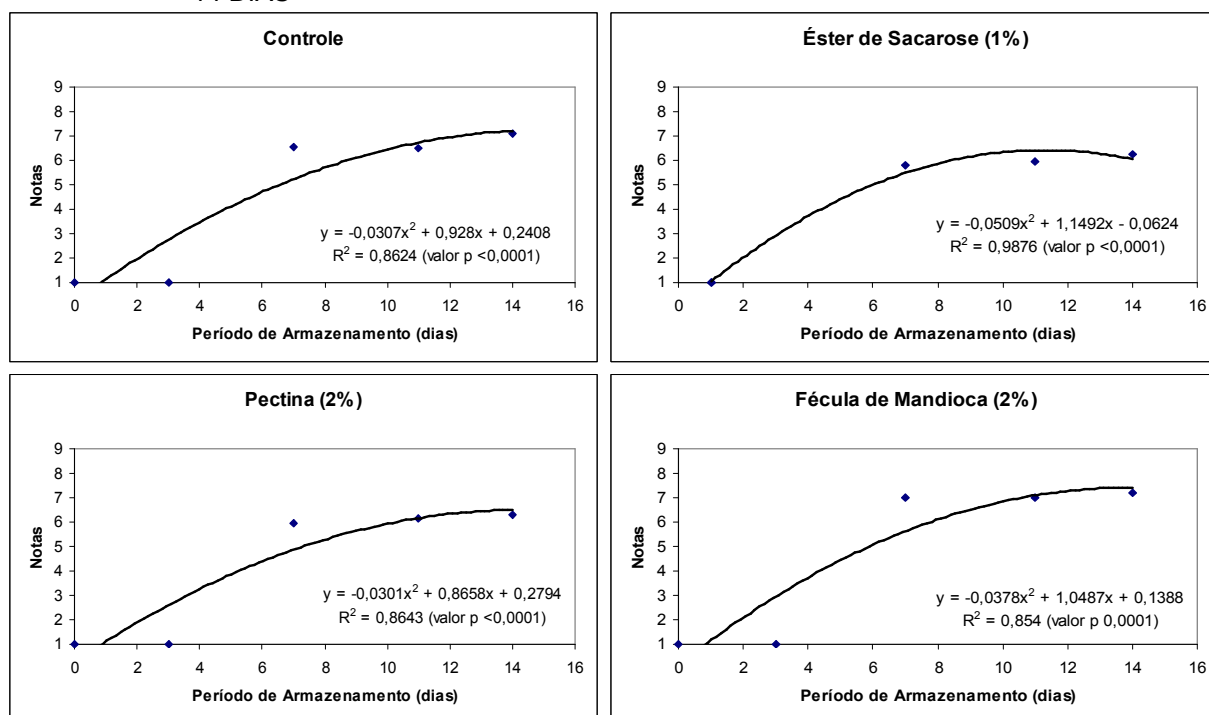 Controle
9
8
7
6
5
4
3
2
1
Notas
y = -0,0307x² + 0,928x + 0,2408
R² = 0,8624 (valor p <0,0001)
0 2 4 6 8 10 12 14 16
Período de Armazenamento (dias)
Éster de Sacarose (1%)
9
8
7
6
5
4
3
2
1
Notas
y = -0,0509x² + 1,1492x - 0,0624
R² = 0,9876 (valor p <0,0001)
0 2 4 6 8 10 12 14 16
Período de Armazenamento (dias)
Pectina (2%)
9
8
7
6
5
4
3
2
1
Notas
y = -0,0301x² + 0,8658x + 0,2794
R² = 0,8643 (valor p <0,0001)
0 2 4 6 8 10 12 14 16
Período de Armazenamento (dias)
Fécula de Mandioca (2%)
9
8
7
6
5
4
3
2
1
Notas
y = -0,0378x² + 1,0487x + 0,1388
R² = 0,854 (valor p 0,0001)
0 2 4 6 8 10 12 14 16
Período de Armazenamento (dias)